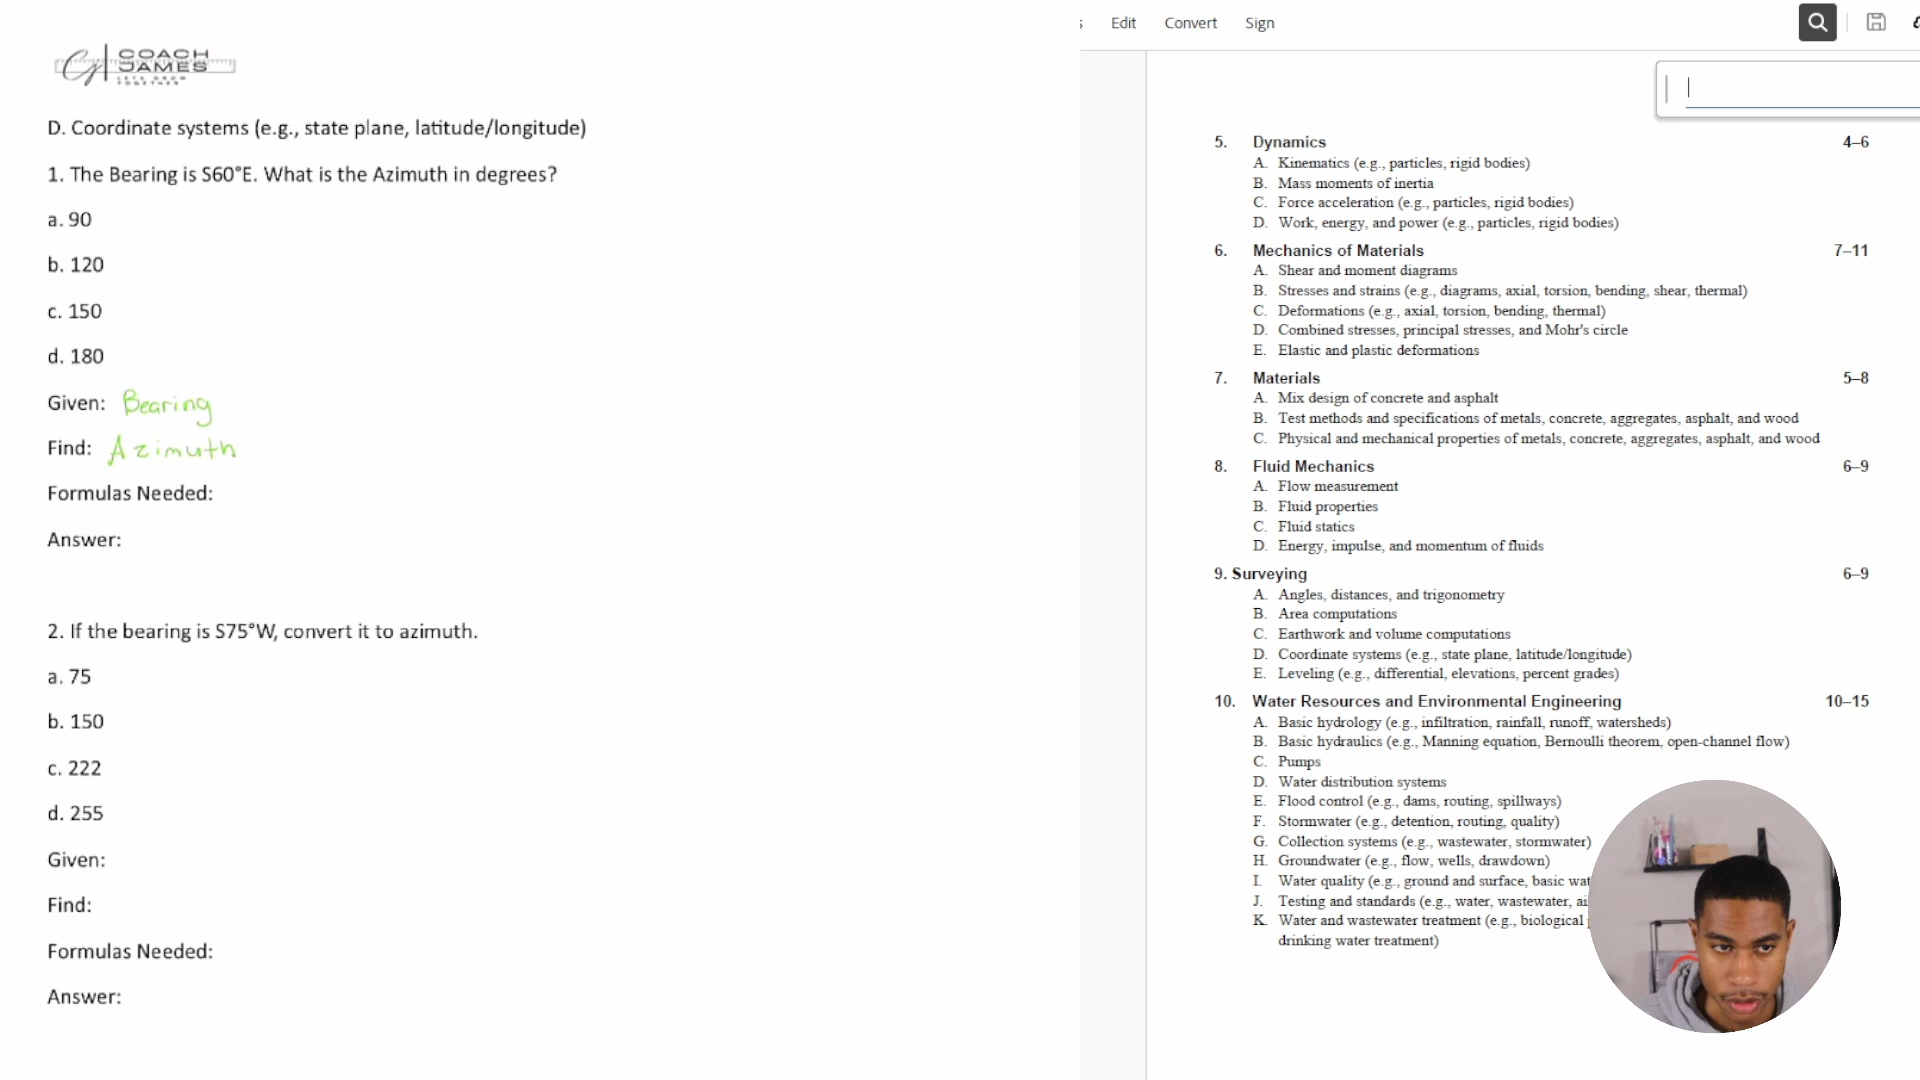 COACH
JAMES
LETS GROW
TOGETHER
D. Coordinate systems (e.g., state plane, latitude/longitude)
1. The Bearing is S60°E. What is the Azimuth in degrees?
a. 90
b. 120
c. 150
d. 180
Given: Bearing
Find: Azimuth
Formulas Needed:
Answer:
2. If the bearing is S75°W, convert it to azimuth.
a. 75
b. 150
c. 222
d. 255
Given:
Find:
Formulas Needed:
Answer:
Edit Convert Sign
5. Dynamics 4–6
A. Kinematics (e.g., particles, rigid bodies)
B. Mass moments of inertia
C. Force acceleration (e.g., particles, rigid bodies)
D. Work, energy, and power (e.g., particles, rigid bodies)
6. Mechanics of Materials 7–11
A. Shear and moment diagrams
B. Stresses and strains (e.g., diagrams, axial, torsion, bending, shear, thermal)
C. Deformations (e.g., axial, torsion, bending, thermal)
D. Combined stresses, principal stresses, and Mohr's circle
E. Elastic and plastic deformations
7. Materials 5–8
A. Mix design of concrete and asphalt
B. Test methods and specifications of metals, concrete, aggregates, asphalt, and wood
C. Physical and mechanical properties of metals, concrete, aggregates, asphalt, and wood
8. Fluid Mechanics 6–9
A. Flow measurement
B. Fluid properties
C. Fluid statics
D. Energy, impulse, and momentum of fluids
9. Surveying 6–9
A. Angles, distances, and trigonometry
B. Area computations
C. Earthwork and volume computations
D. Coordinate systems (e.g., state plane, latitude/longitude)
E. Leveling (e.g., differential, elevations, percent grades)
10. Water Resources and Environmental Engineering 10–15
A. Basic hydrology (e.g., infiltration, rainfall, runoff, watersheds)
B. Basic hydraulics (e.g., Manning equation, Bernoulli theorem, open-channel flow)
C. Pumps
D. Water distribution systems
E. Flood control (e.g., dams, routing, spillways)
F. Stormwater (e.g., detention, routing, quality)
G. Collection systems (e.g., wastewater, stormwater)
H. Groundwater (e.g., flow, wells, drawdown)
I. Water quality (e.g., ground and surface, basic wat
J. Testing and standards (e.g., water, wastewater, ai
K. Water and wastewater treatment (e.g., biological
drinking water treatment)